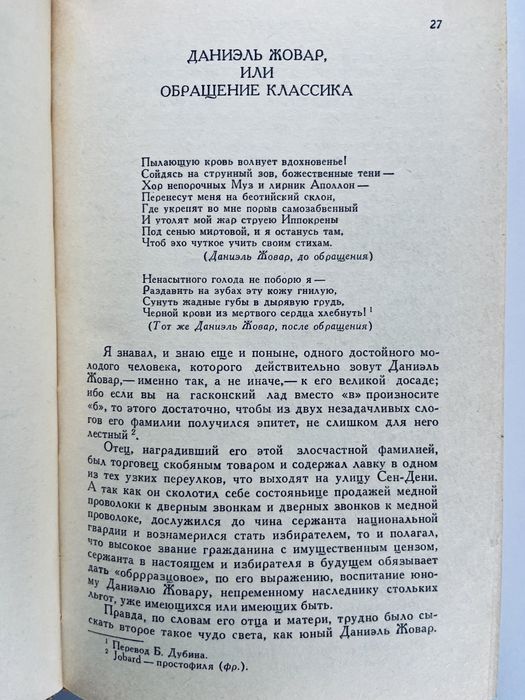 27
ДАНИЭЛЬ ЖОВАР,
ИЛИ
ОБРАЩЕНИЕ КЛАССИКА
Пылающую кровь волнует вдохновенье!
Сойдясь на струнный зов, божественные тени —
Хор непорочных Муз и лирник Аполлон —
Перенесут меня на беотийский склон,
Где укрепят во мне порыв самозабвенный
И утолят мой жар струею Иппокрены
Под сенью миртовой, и я останусь там,
Чтоб эхо чуткое учить своим стихам.
(Даниэль Жовар, до обращения)
Ненасытного голода не поборю я —
Раздавить на зубах эту кожу гнилую,
Сунуть жадные губы в дырявую грудь,
Черной крови из мертвого сердца хлебнуть! 1
(Тот же Даниэль Жовар, после обращения)
Я знавал, и знаю еще и поныне, одного достойного мо-
лодого человека, которого действительно зовут Даниэль
Жовар,— именно так, а не иначе,— к его великой досаде;
ибо если вы на гасконский лад вместо «в» произносите
«б», то этого достаточно, чтобы из двух незадачливых сло-
гов его фамилии получился эпитет, не слишком для него
лестный 2.
Отец, наградивший его этой злосчастной фамилией,
был торговец скобяным товаром и содержал лавку в одном
из тех узких переулков, что выходят на улицу Сен-Дени.
А так как он сколотил себе состояньице продажей медной
проволоки к дверным звонкам и дверных звонков к медной
проволоке, дослужился до чина сержанта национальной
гвардии и вознамерился стать избирателем, то и полагал,
что высокое звание гражданина с имущественным цензом,
сержанта в настоящем и избирателя в будущем обязывает
дать «обрррразцовое», по его выражению, воспитание юно-
му Даниэлю Жовару, непременному наследнику стольких
льгот, уже имеющихся или имеющих быть.
Правда, по словам его отца и матери, трудно было сы-
скать второе такое чудо света, как юный Даниэль Жовар.
1 Перевод Б. Дубина.
2 Jobard — простофиля (фр.).